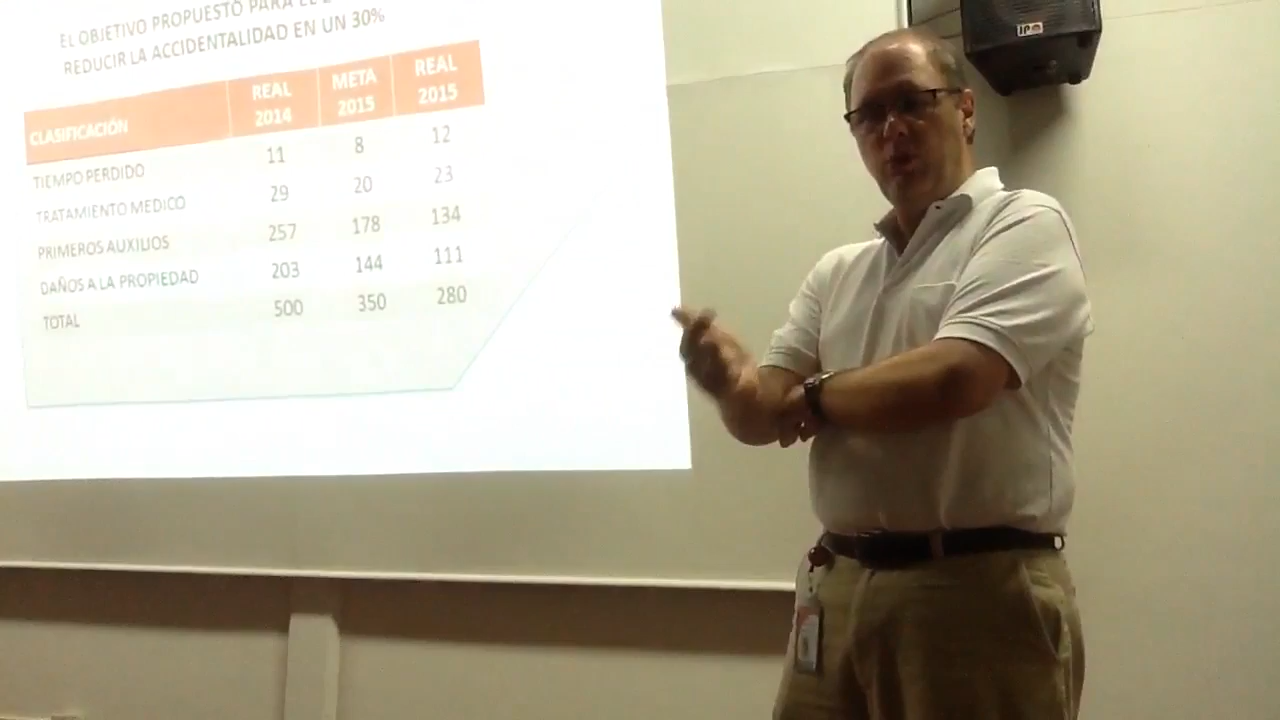 EL OBJETIVO PROPUESTO PARA EL
REDUCIR LA ACCIDENTALIDAD EN UN 30%
CLASIFICACIÓN REAL 2014 META 2015 REAL 2015
TIEMPO PERDIDO 11 8 12
TRATAMIENTO MEDICO 29 20 23
PRIMEROS AUXILIOS 257 178 134
DAÑOS A LA PROPIEDAD 203 144 111
TOTAL 500 350 280